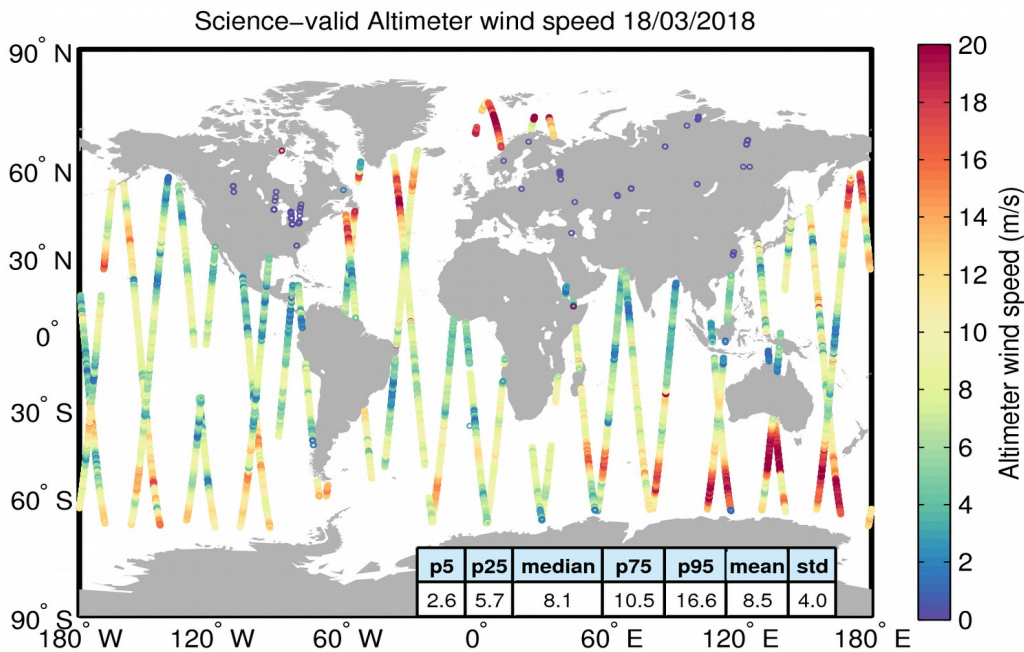 Science−valid Altimeter wind speed 18/03/2018
90° N
60° N
30° N
0°
30° S
60° S
90° S
180° W
120° W
60° W
0°
60° E
120° E
180° E
p5 p25 median p75 p95 mean std
2.6 5.7 8.1 10.5 16.6 8.5 4.0
20
18
16
14
12
10
8
6
4
2
0
Altimeter wind speed (m/s)